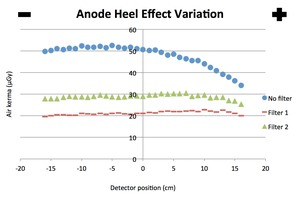 Anode Heel Effect Variation
60
50
40
30
20
10
0
-20
-15
-10
-5
0
5
10
15
20
Air kerma (µGy)
Detector position (cm)
No filter
Filter 1
Filter 2